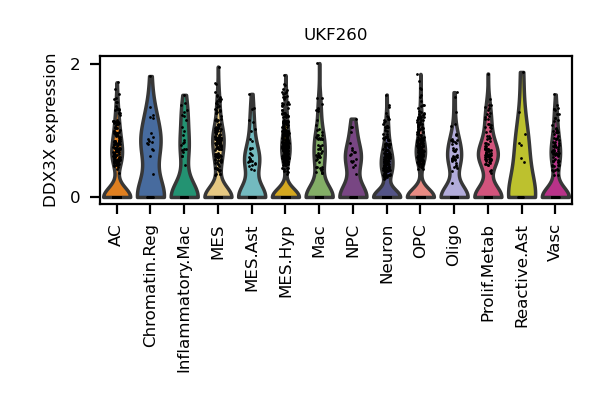 UKF260
DDX3X expression
2
0
AC
Chromatin.Reg
Inflammatory.Mac
MES
MES.Ast
MES.Hyp
Mac
NPC
Neuron
OPC
Oligo
Prolif.Metab
Reactive.Ast
Vasc